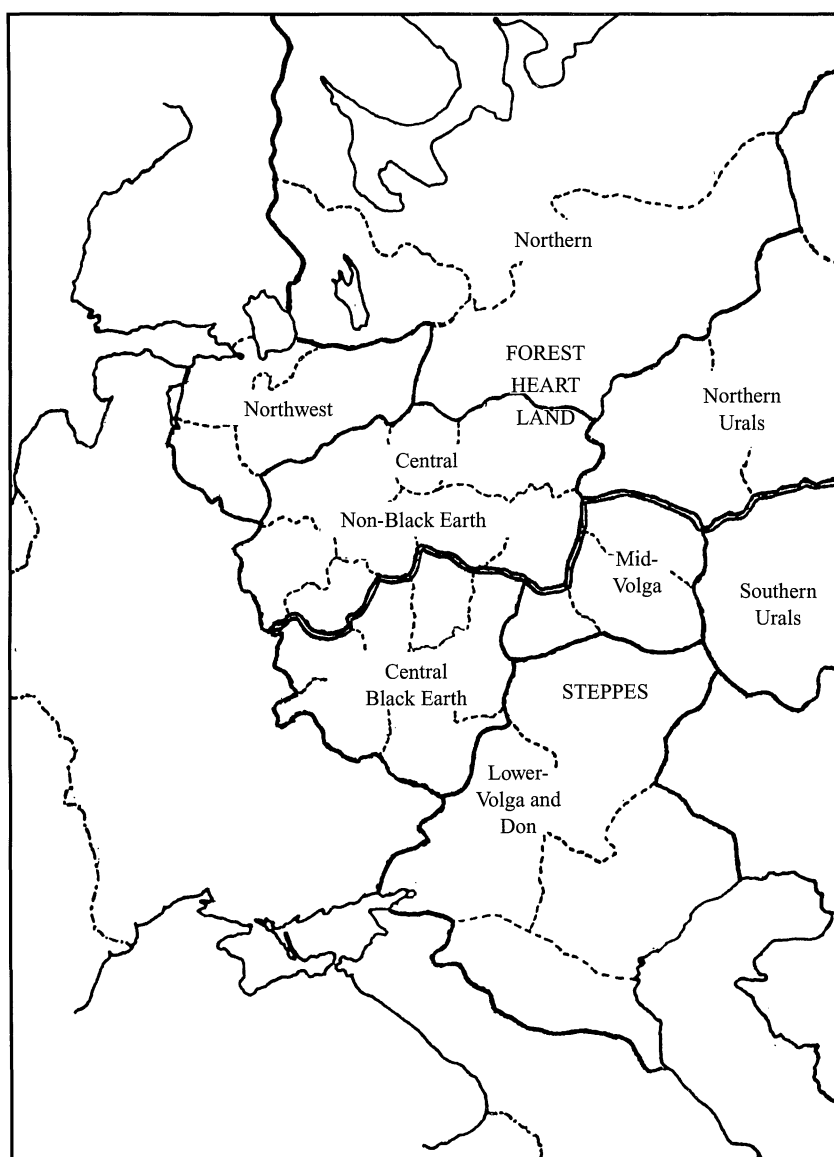 Northern
FOREST
HEART
LAND
Northern
Urals
Northwest
Central
Non-Black Earth
Mid-
Volga
Southern
Urals
Central
Black Earth
STEPPES
Lower-
Volga and
Don